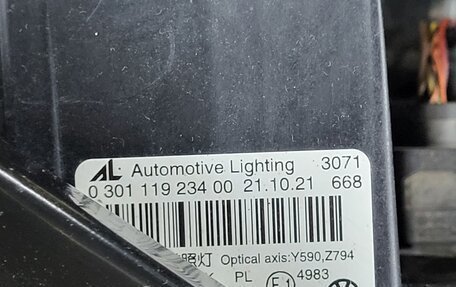 AL Automotive Lighting 3071
0 301 119 234 00 21.10.21 668
照灯 Optical axis:Y590,Z794
PL E1 4983